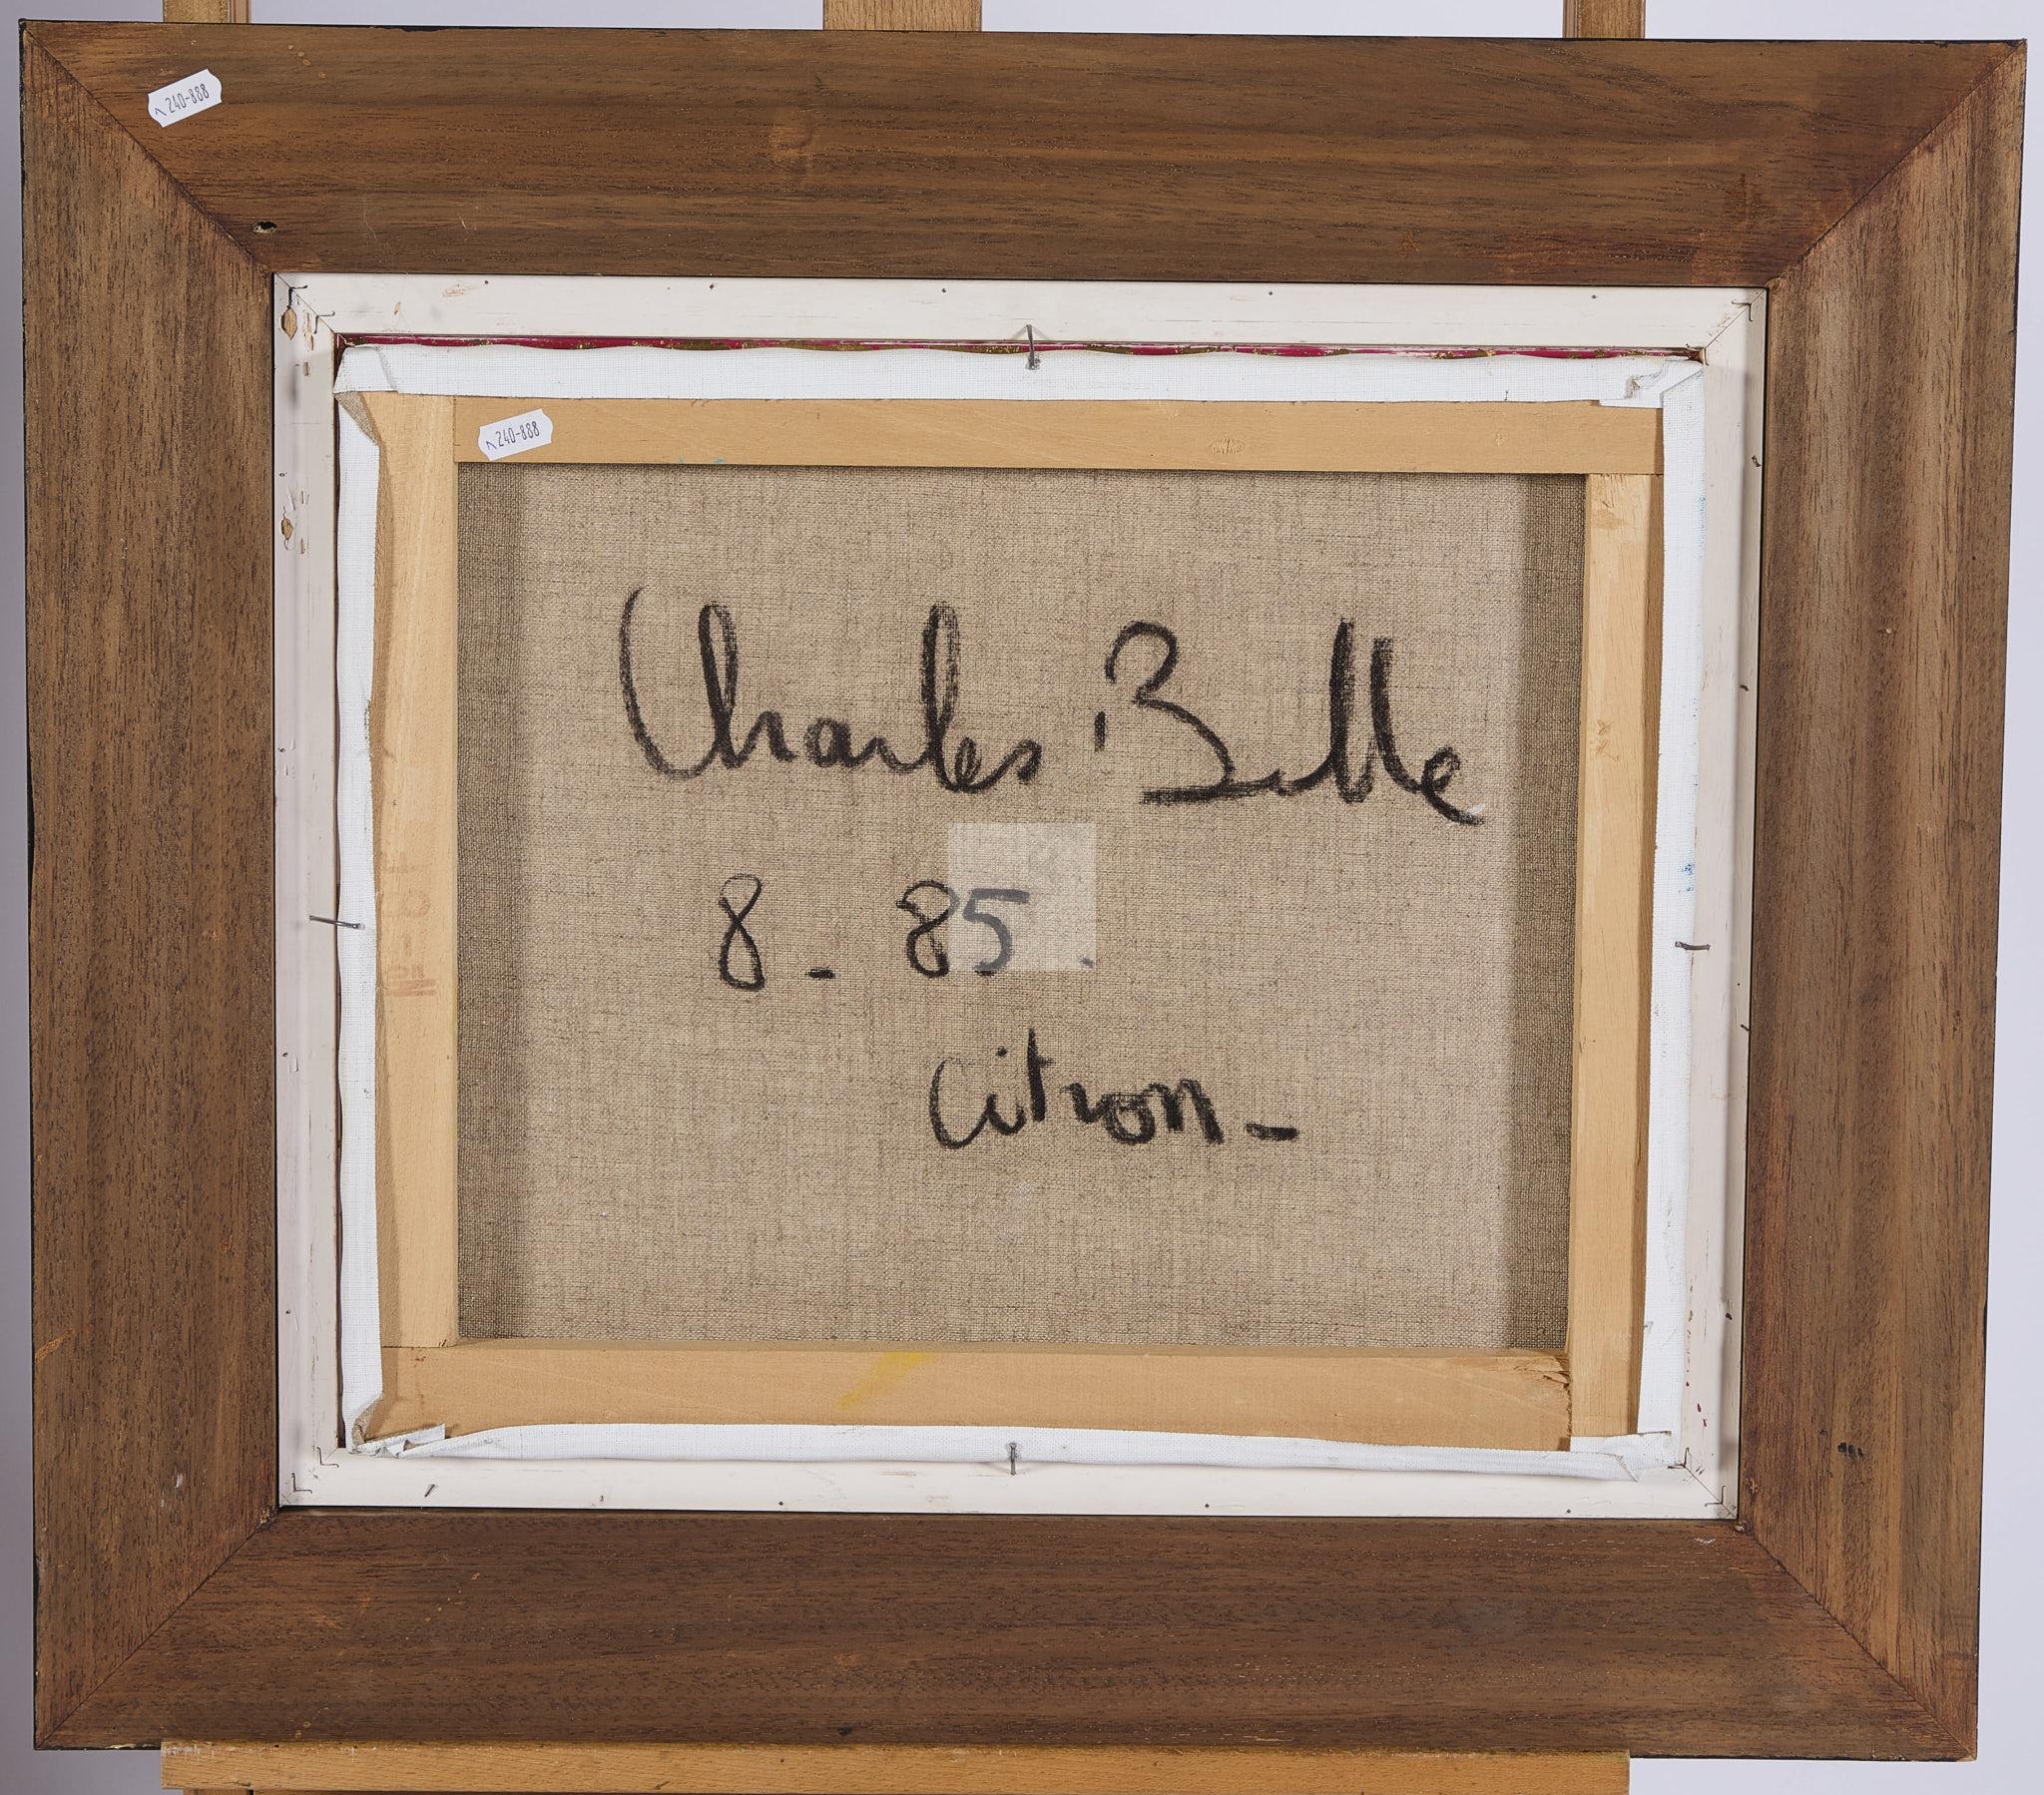 240-888
240-888
Charles Belle
8 - 85.
Citron -